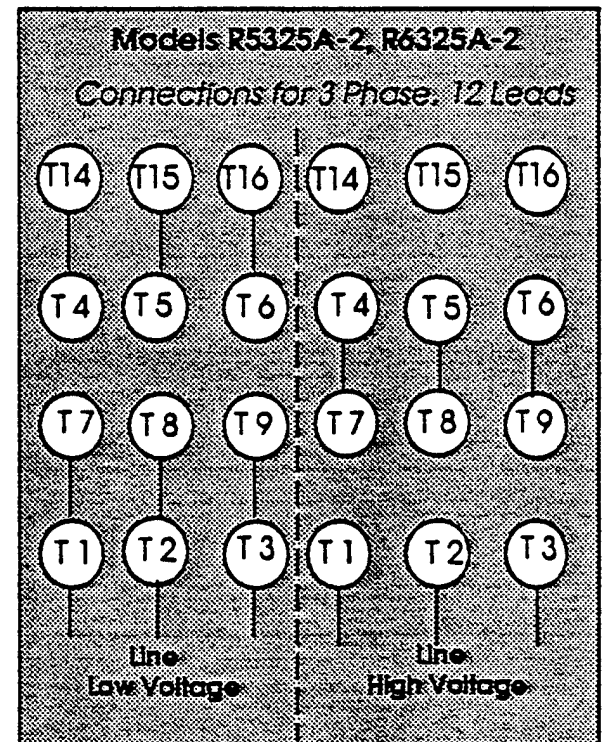 Models R5325A-2, R6325A-2
Connections for 3 Phase, 12 Leads
T14 T15 T16 T14 T15 T16
T4 T5 T6 T4 T5 T6
T7 T8 T9 T7 T8 T9
T1 T2 T3 T1 T2 T3
Line Line
Low Voltage High Voltage